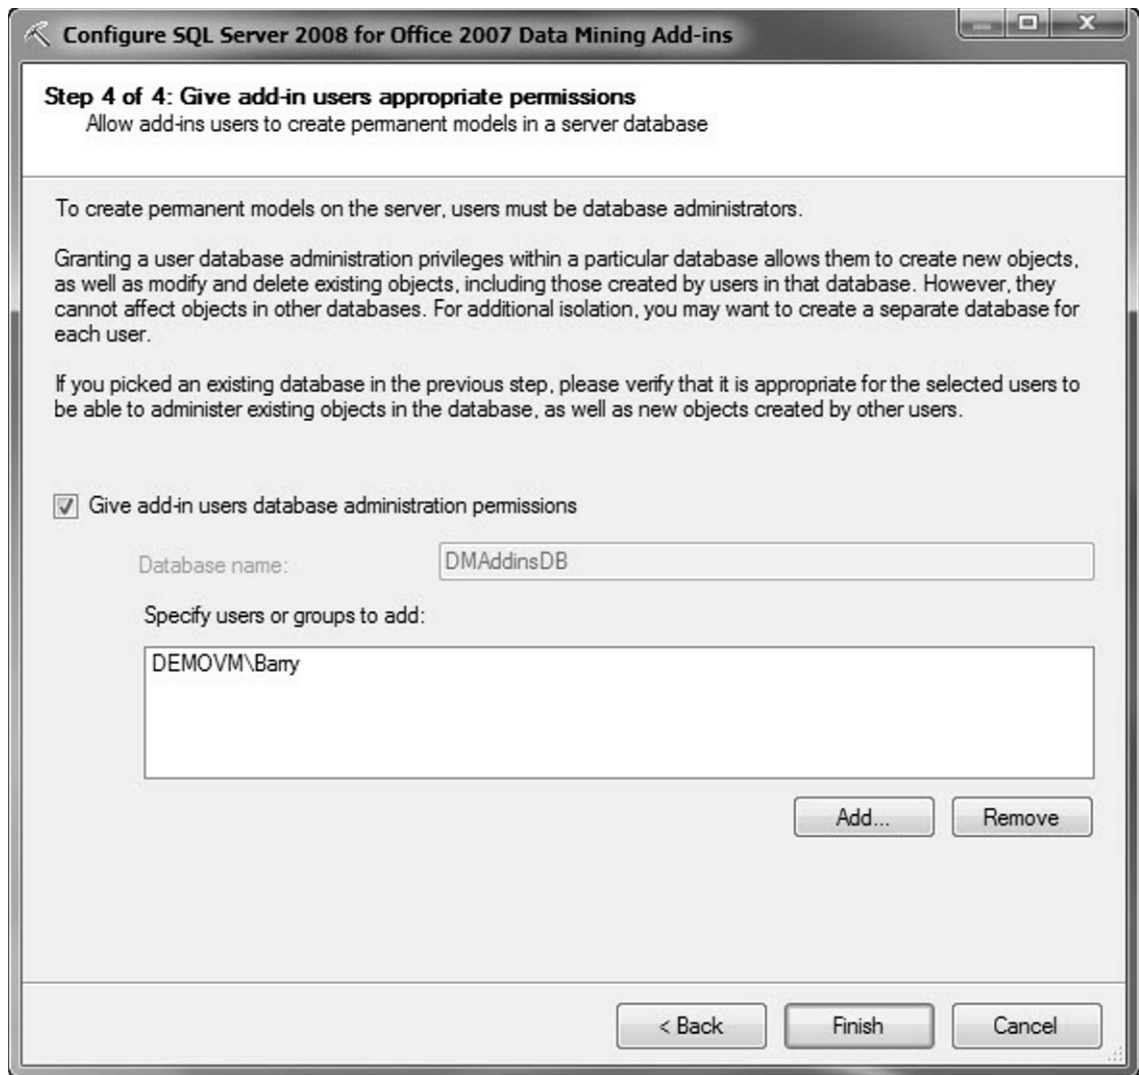 Configure SQL Server 2008 for Office 2007 Data Mining Add-ins
Step 4 of 4: Give add-in users appropriate permissions
Allow add-ins users to create permanent models in a server database
To create permanent models on the server, users must be database administrators.
Granting a user database administration privileges within a particular database allows them to create new objects,
as well as modify and delete existing objects, including those created by users in that database. However, they
cannot affect objects in other databases. For additional isolation, you may want to create a separate database for
each user.
If you picked an existing database in the previous step, please verify that it is appropriate for the selected users to
be able to administer existing objects in the database, as well as new objects created by other users.
Give add-in users database administration permissions
Database name:
DMAddinsDB
Specify users or groups to add:
DEMOVM\Barry
Add...
Remove
< Back
Finish
Cancel